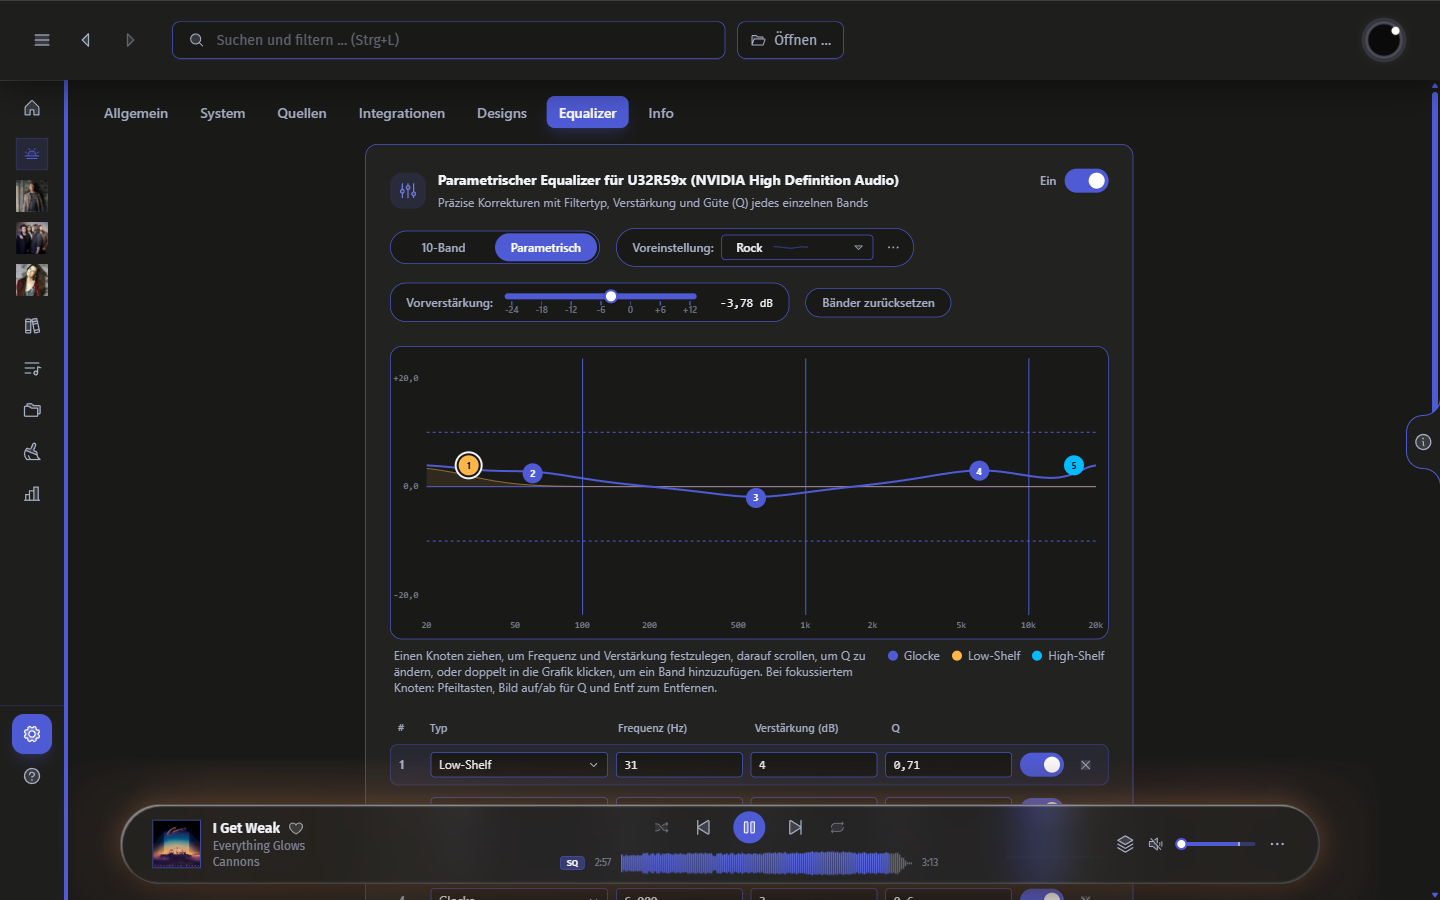 Suchen und filtern ... (Strg+L)
Öffnen ...
Allgemein System Quellen Integrationen Designs Equalizer Info
Parametrischer Equalizer für U32R59x (NVIDIA High Definition Audio)
Ein
Präzise Korrekturen mit Filtertyp, Verstärkung und Güte (Q) jedes einzelnen Bands
10-Band Parametrisch Voreinstellung: Rock ...
Vorverstärkung: -3,78 dB Bänder zurücksetzen
-24 -18 -12 -6 0 +6 +12
+20,0
1 2 3 4 5
0,0
-20,0
20 50 100 200 500 1k 2k 5k 10k 20k
Einen Knoten ziehen, um Frequenz und Verstärkung festzulegen, darauf scrollen, um Q zu
ändern, oder doppelt in die Grafik klicken, um ein Band hinzuzufügen. Bei fokussiertem
Knoten: Pfeiltasten, Bild auf/ab für Q und Entf zum Entfernen.
Glocke Low-Shelf High-Shelf
# Typ Frequenz (Hz) Verstärkung (dB) Q
1 Low-Shelf 31 4 0,71
I Get Weak
Everything Glows
Cannons
SQ 2:57 3:13